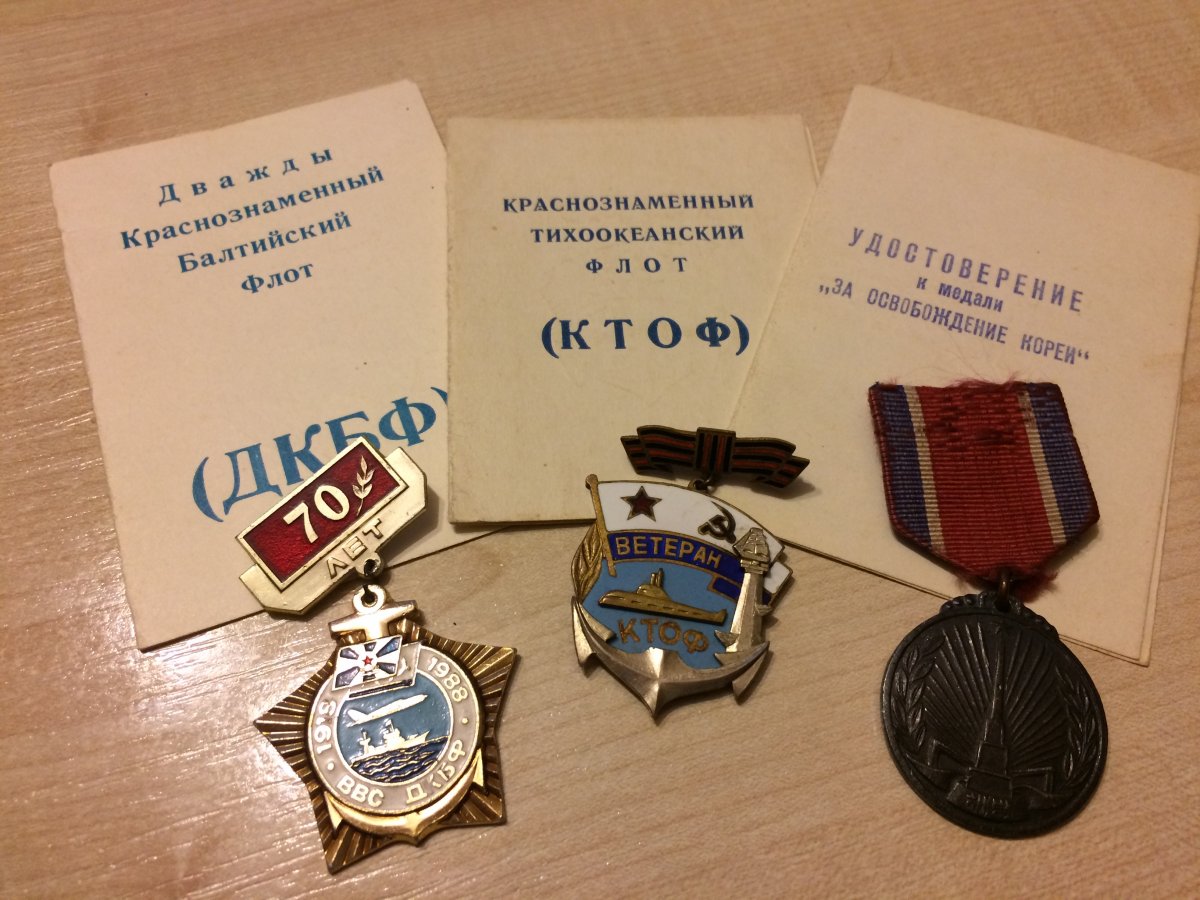 Дважды
Краснознаменный
Балтийский
Флот
(ДКБФ)
КРАСНОЗНАМЕННЫЙ
ТИХООКЕАНСКИЙ
ФЛОТ
(КТОФ)
УДОСТОВЕРЕНИЕ
к медали
„ЗА ОСВОБОЖДЕНИЕ КОРЕИ“
70
ЛЕТ
1988
ВВС ДКБФ
ВЕТЕРАН
КТОФ